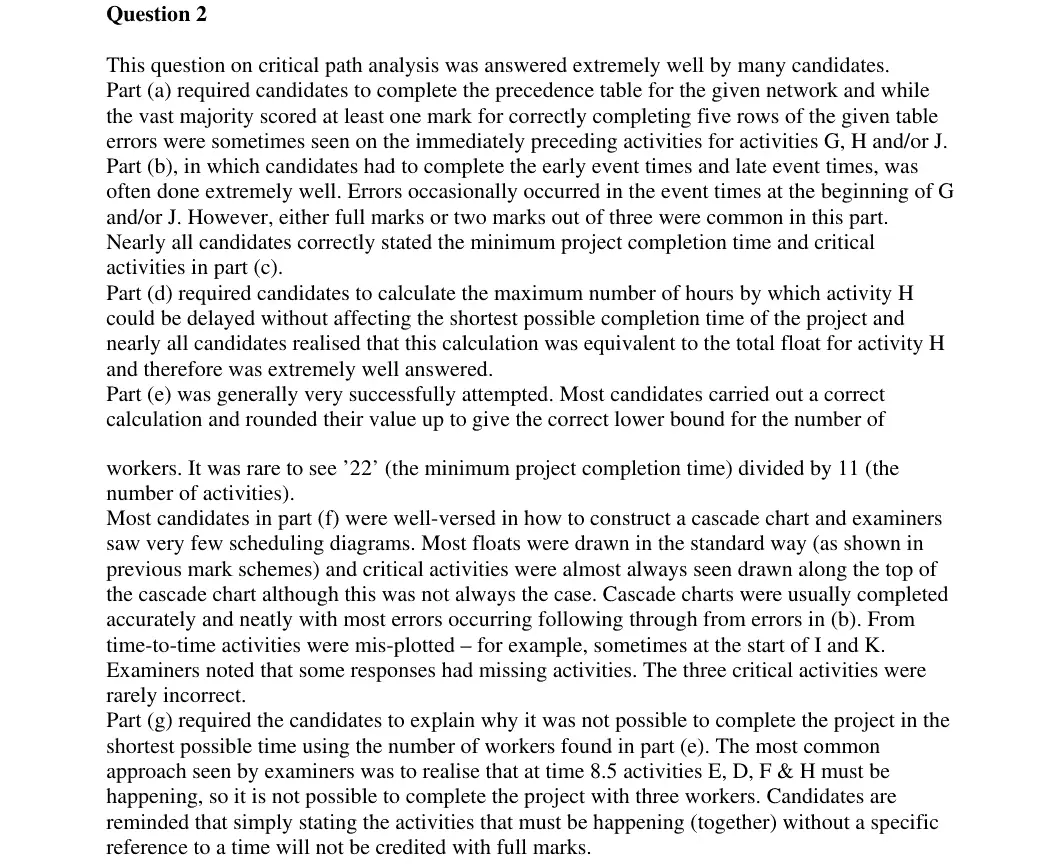 Question 2
This question on critical path analysis was answered extremely well by many candidates.
Part (a) required candidates to complete the precedence table for the given network and while
the vast majority scored at least one mark for correctly completing five rows of the given table
errors were sometimes seen on the immediately preceding activities for activities G, H and/or J.
Part (b), in which candidates had to complete the early event times and late event times, was
often done extremely well. Errors occasionally occurred in the event times at the beginning of G
and/or J. However, either full marks or two marks out of three were common in this part.
Nearly all candidates correctly stated the minimum project completion time and critical
activities in part (c).
Part (d) required candidates to calculate the maximum number of hours by which activity H
could be delayed without affecting the shortest possible completion time of the project and
nearly all candidates realised that this calculation was equivalent to the total float for activity H
and therefore was extremely well answered.
Part (e) was generally very successfully attempted. Most candidates carried out a correct
calculation and rounded their value up to give the correct lower bound for the number of
workers. It was rare to see ’22’ (the minimum project completion time) divided by 11 (the
number of activities).
Most candidates in part (f) were well-versed in how to construct a cascade chart and examiners
saw very few scheduling diagrams. Most floats were drawn in the standard way (as shown in
previous mark schemes) and critical activities were almost always seen drawn along the top of
the cascade chart although this was not always the case. Cascade charts were usually completed
accurately and neatly with most errors occurring following through from errors in (b). From
time-to-time activities were mis-plotted – for example, sometimes at the start of I and K.
Examiners noted that some responses had missing activities. The three critical activities were
rarely incorrect.
Part (g) required the candidates to explain why it was not possible to complete the project in the
shortest possible time using the number of workers found in part (e). The most common
approach seen by examiners was to realise that at time 8.5 activities E, D, F & H must be
happening, so it is not possible to complete the project with three workers. Candidates are
reminded that simply stating the activities that must be happening (together) without a specific
reference to a time will not be credited with full marks.